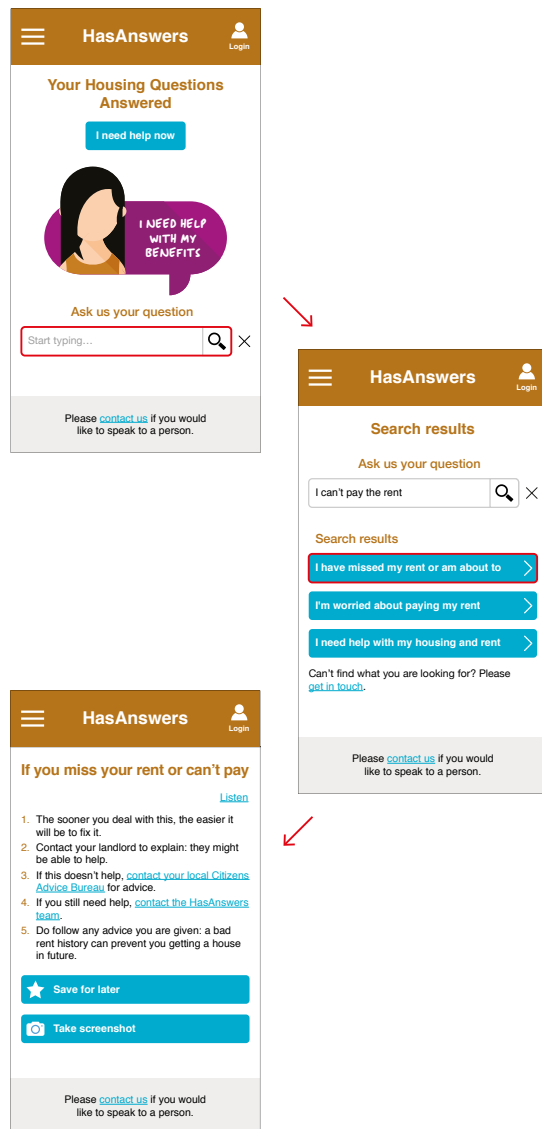 HasAnswers
Login
Your Housing Questions
Answered
I need help now
I NEED HELP
WITH MY
BENEFITS
Ask us your question
Start typing...
Please contact us if you would
like to speak to a person.
HasAnswers
Login
Search results
Ask us your question
I can't pay the rent
Search results
I have missed my rent or am about to
I'm worried about paying my rent
I need help with my housing and rent
Can't find what you are looking for? Please
get in touch.
Please contact us if you would
like to speak to a person.
HasAnswers
Login
If you miss your rent or can't pay
Listen
1. The sooner you deal with this, the easier it
will be to fix it.
2. Contact your landlord to explain: they might
be able to help.
3. If this doesn't help, contact your local Citizens
Advice Bureau for advice.
4. If you still need help, contact the HasAnswers
team.
5. Do follow any advice you are given: a bad
rent history can prevent you getting a house
in future.
Save for later
Take screenshot
Please contact us if you would
like to speak to a person.